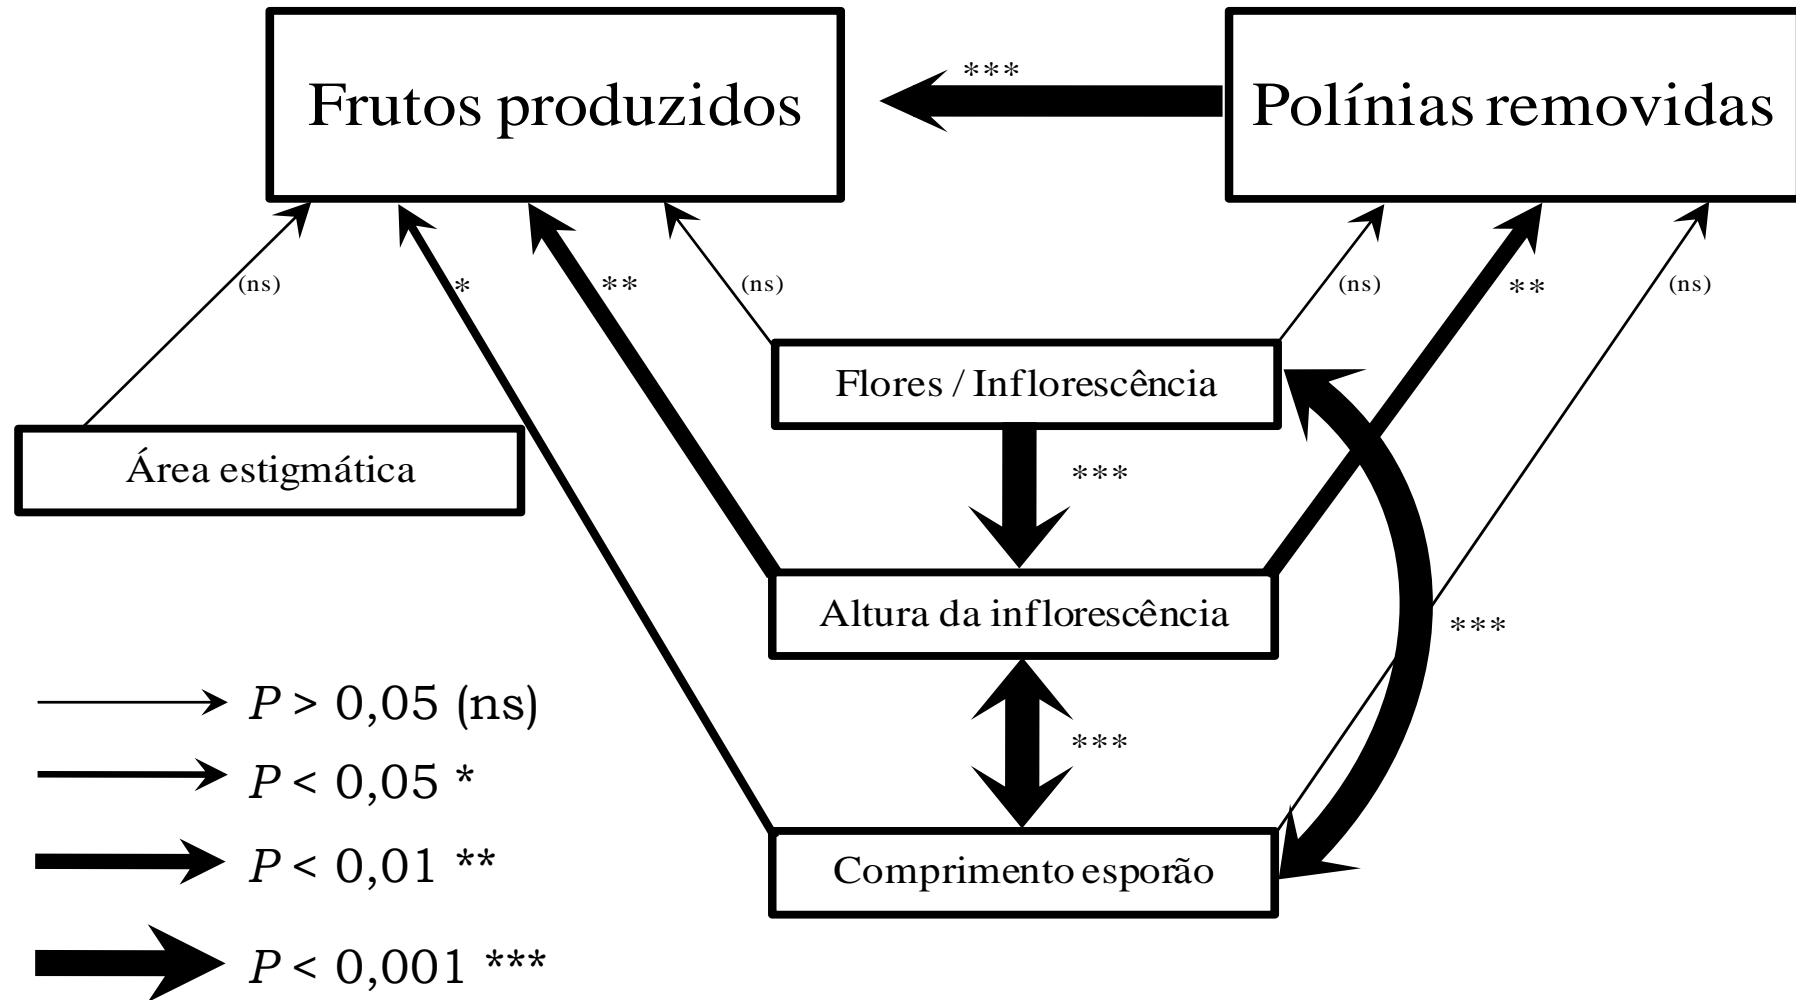 Frutos produzidos
***
Polínias removidas
(ns)
*
**
(ns)
(ns)
**
(ns)
Flores / Inflorescência
Área estigmática
***
Altura da inflorescência
***
***
Comprimento esporão
P > 0,05 (ns)
P < 0,05 *
P < 0,01 **
P < 0,001 ***